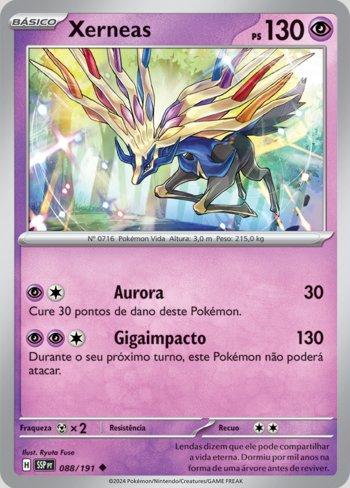 BÁSICO
Xerneas
PS 130
Nº 0716 Pokémon Vida Altura: 3,0 m Peso: 215,0 kg
Aurora 30
Cure 30 pontos de dano deste Pokémon.
Gigaimpacto 130
Durante o seu próximo turno, este Pokémon não poderá
atacar.
Fraqueza ×2 Resistência Recuo
Ilust. Ryuta Fuse
H SSP PT 088/191
Lendas dizem que ele pode compartilhar
a vida eterna. Dormiu por mil anos na
forma de uma árvore antes de reviver.
©2024 Pokémon/Nintendo/Creatures/GAME FREAK